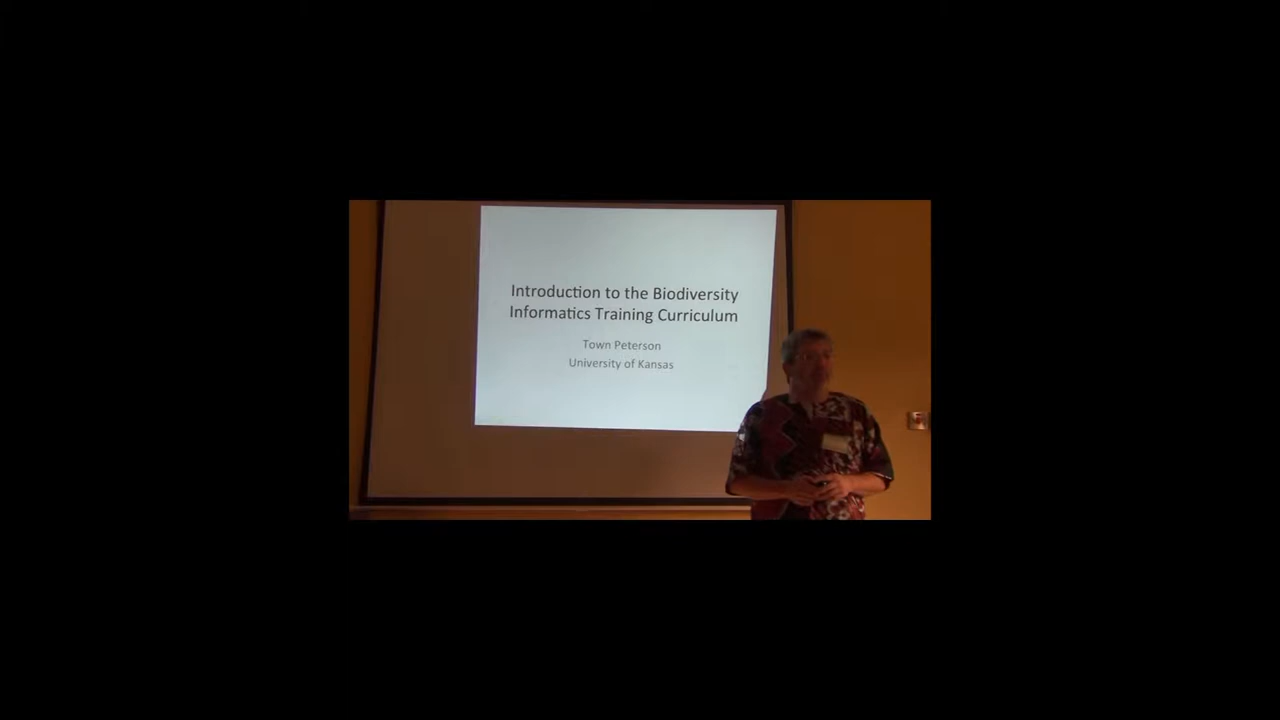 Introduction to the Biodiversity
Informatics Training Curriculum
Town Peterson
University of Kansas